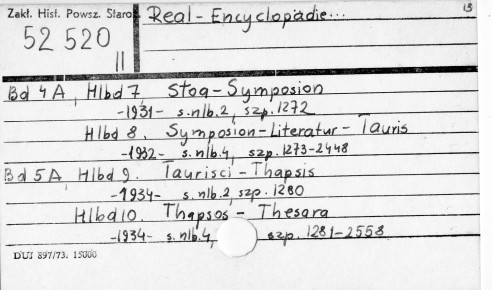 Zakł. Hist. Powsz. Staroż. Real-Encyclopädie... 13
52 520
II
Bd 4A, Hlbd 7. Stoa-Symposion
-1931- s.nlb.2, szp.1272
Hlbd 8. Symposion-Literatur-Tauris
-1932- s.nlb.4, szp.1273-2448
Bd 5A, Hlbd 9. Taurisci-Thapsis
-1934- s.nlb.2, szp.1280
Hlbd 10. Thapsos - Thesara
-1934- s.nlb.4, szp.1281-2558
DUJ 897/73. 15000